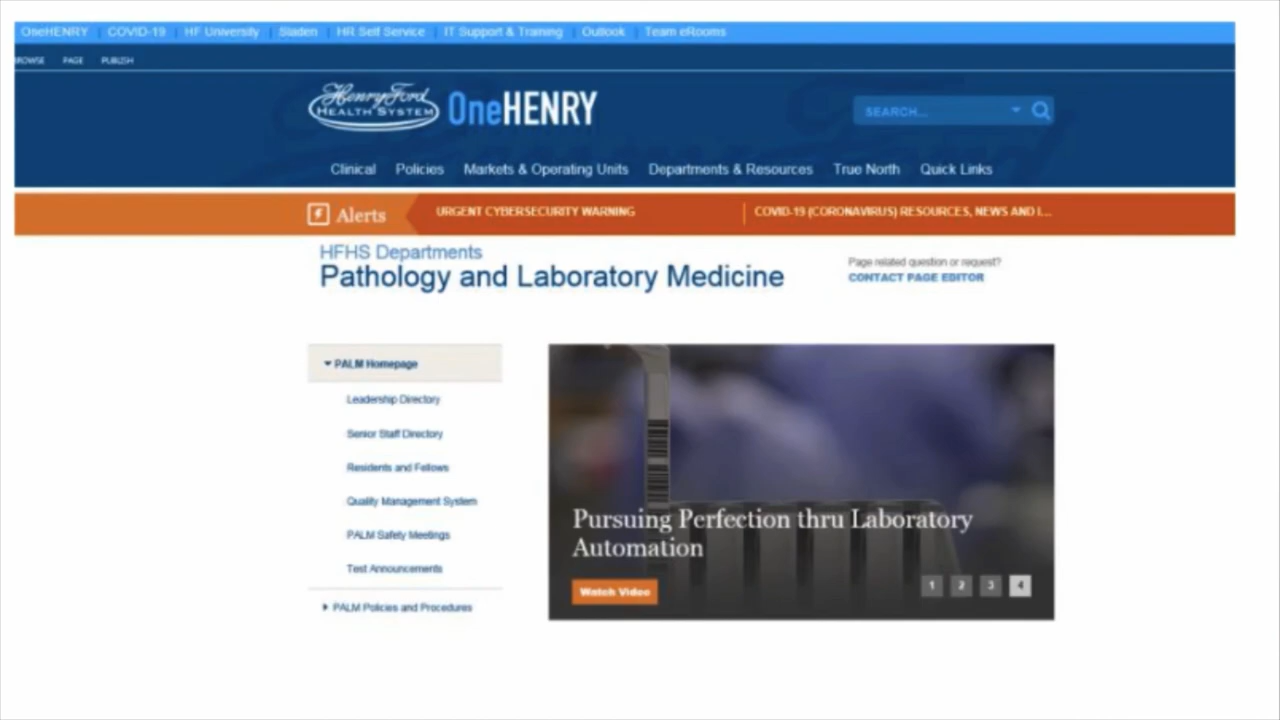 OneHENRY | COVID-19 | HF University | Sladen | HR Self Service | IT Support & Training | Outlook | Team eRooms
BROWSE PAGE PUBLISH
Henry Ford
HEALTH SYSTEM
OneHENRY
SEARCH...
Clinical Policies Markets & Operating Units Departments & Resources True North Quick Links
Alerts
URGENT CYBERSECURITY WARNING
COVID-19 (CORONAVIRUS) RESOURCES, NEWS AND I...
HFHS Departments
Pathology and Laboratory Medicine
Page related question or request?
CONTACT PAGE EDITOR
PALM Homepage
Leadership Directory
Senior Staff Directory
Residents and Fellows
Quality Management System
PALM Safety Meetings
Test Announcements
PALM Policies and Procedures
Pursuing Perfection thru Laboratory
Automation
Watch Video
1 2 3 4